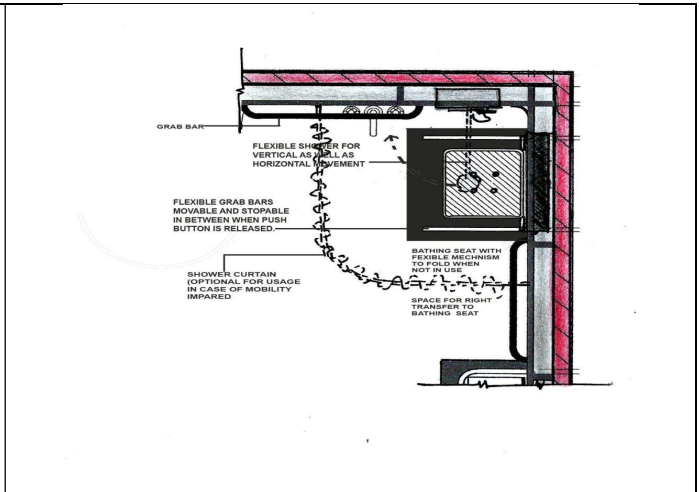 GRAB BAR
FLEXIBLE SHOWER FOR
VERTICAL AS WELL AS
HORIZONTAL MOVEMENT
FLEXIBLE GRAB BARS
MOVABLE AND STOPABLE
IN BETWEEN WHEN PUSH
BUTTON IS RELEASED.
BATHING SEAT WITH
FEXIBLE MECHNISM
TO FOLD WHEN
NOT IN USE
SHOWER CURTAIN
(OPTIONAL FOR USAGE
IN CASE OF MOBILITY
IMPARED
SPACE FOR RIGHT
TRANSFER TO
BATHING SEAT